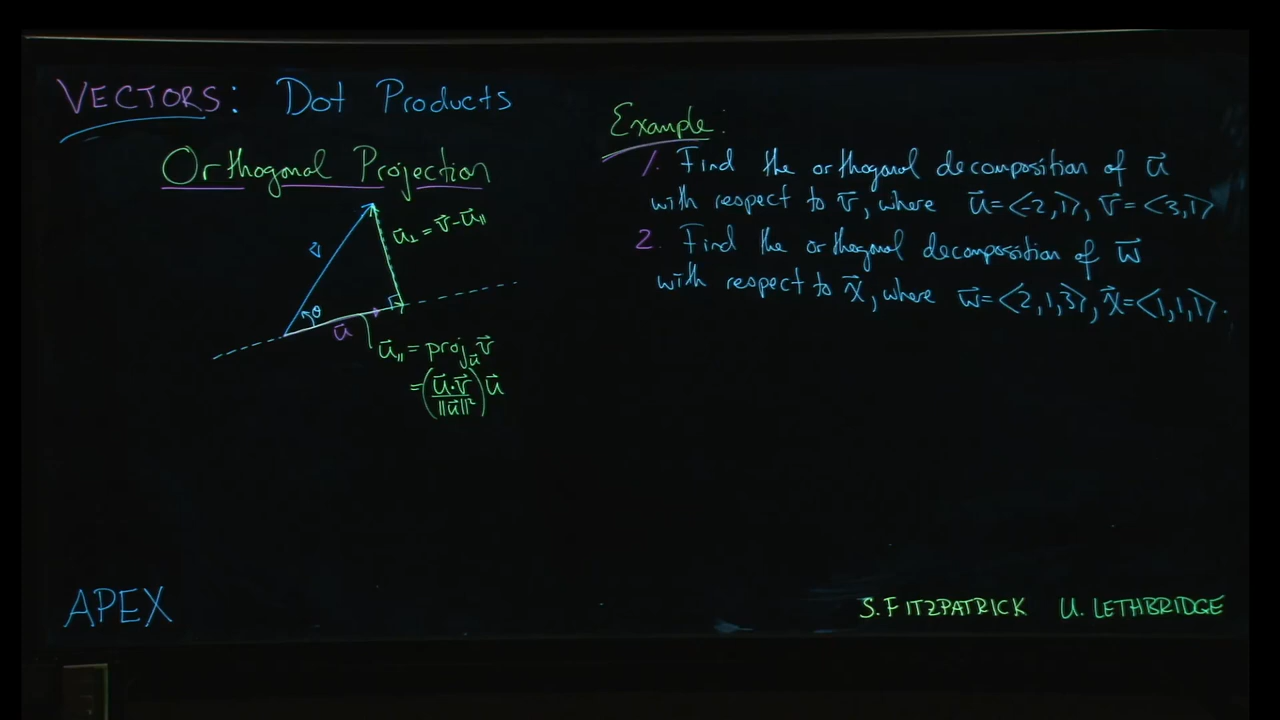 VECTORS: Dot Products
Orthogonal Projection
v⃗
u⃗⊥ = v⃗-u⃗∥
θ
u⃗
u⃗∥ = proj_u⃗ v⃗
= (u⃗·v⃗ / ||u⃗||²) u⃗
Example:
1. Find the orthogonal decomposition of u⃗
with respect to v⃗, where u⃗=<-2,1>, v⃗=<3,1>
2. Find the orthogonal decomposition of w⃗
with respect to x⃗, where w⃗=<2,1,3>, x⃗=<1,1,1>.
APEX
S. FITZPATRICK U. LETHBRIDGE